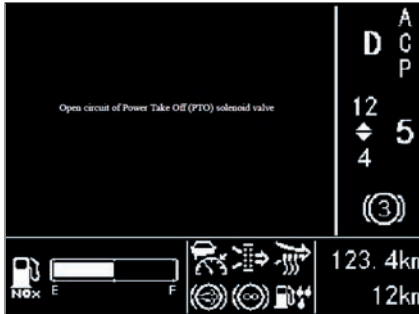 A
D C
P
Open circuit of Power Take Off (PTO) solenoid valve
12
5
4
3
NOx E F
123. 4km
12km